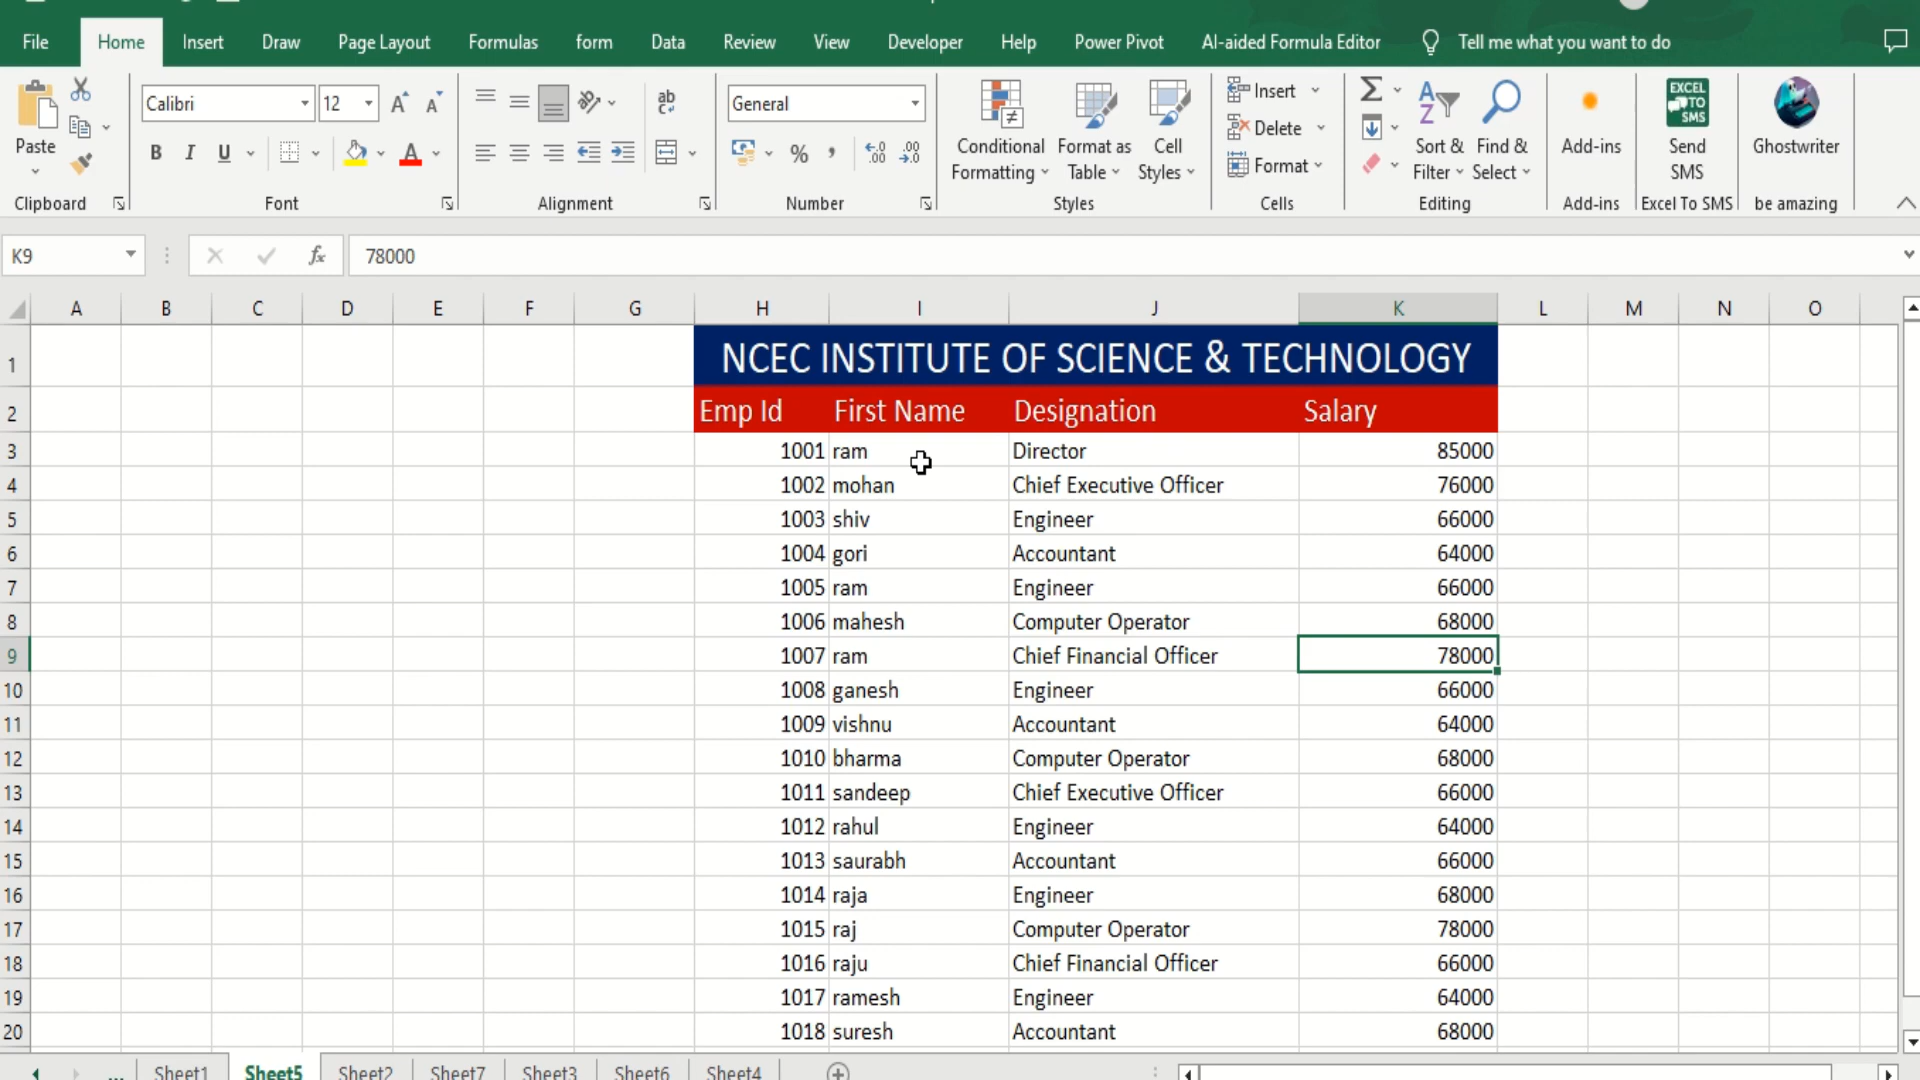 File Home Insert Draw Page Layout Formulas form Data Review View Developer Help Power Pivot AI-aided Formula Editor Tell me what you want to do
Paste Calibri 12 A A ab General Conditional Formatting Format as Table Cell Styles Insert Delete Format Sort & Filter Find & Select Add-ins EXCEL TO SMS Send SMS Ghostwriter
B I U A % , .00 .00
Clipboard Font Alignment Number Styles Cells Editing Add-ins Excel To SMS be amazing
K9 fx 78000
A B C D E F G H I J K L M N O
1 NCEC INSTITUTE OF SCIENCE & TECHNOLOGY
2 Emp Id First Name Designation Salary
3 1001 ram Director 85000
4 1002 mohan Chief Executive Officer 76000
5 1003 shiv Engineer 66000
6 1004 gori Accountant 64000
7 1005 ram Engineer 66000
8 1006 mahesh Computer Operator 68000
9 1007 ram Chief Financial Officer 78000
10 1008 ganesh Engineer 66000
11 1009 vishnu Accountant 64000
12 1010 bharma Computer Operator 68000
13 1011 sandeep Chief Executive Officer 66000
14 1012 rahul Engineer 64000
15 1013 saurabh Accountant 66000
16 1014 raja Engineer 68000
17 1015 raj Computer Operator 78000
18 1016 raju Chief Financial Officer 66000
19 1017 ramesh Engineer 64000
20 1018 suresh Accountant 68000
... Sheet1 Sheet5 Sheet2 Sheet7 Sheet3 Sheet6 Sheet4